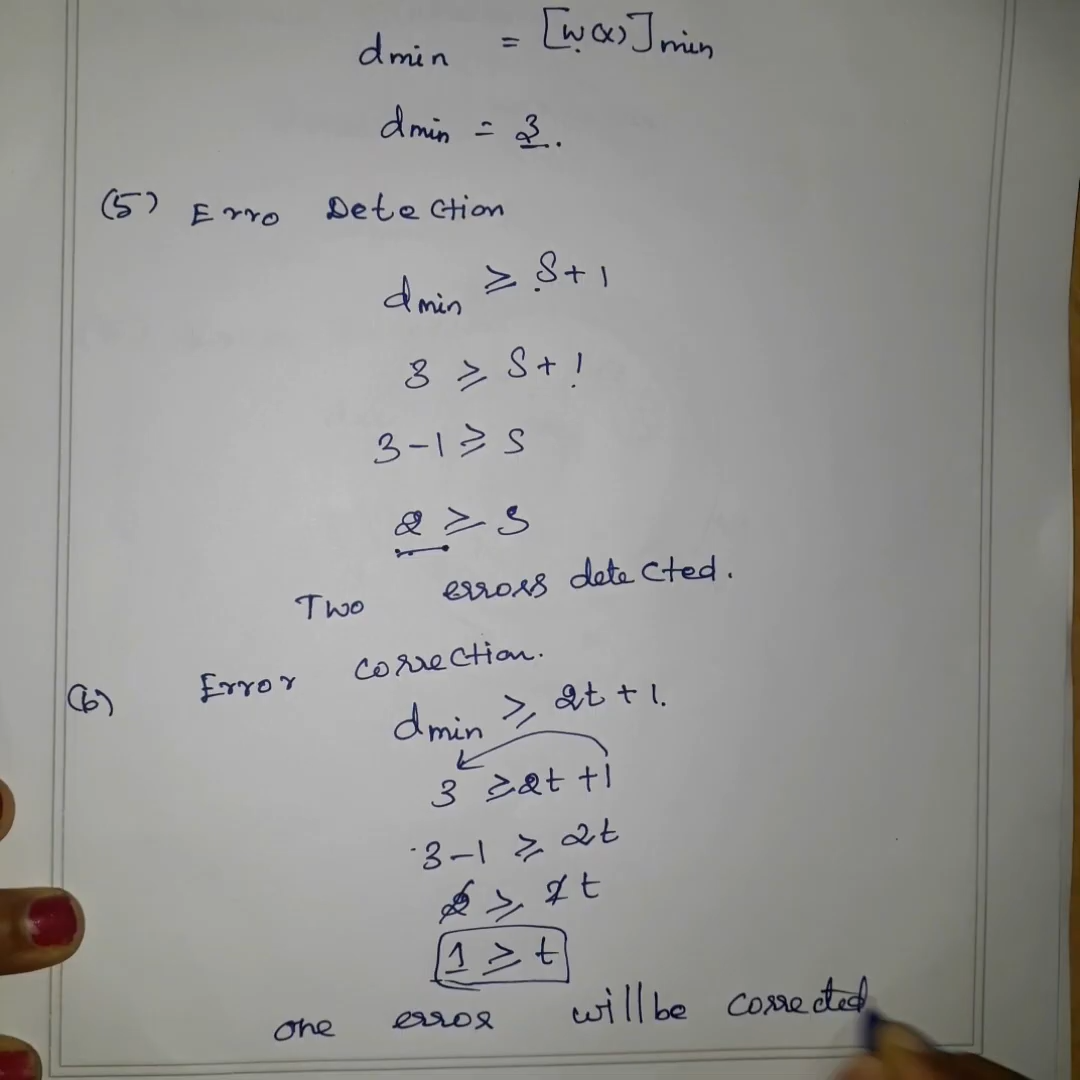 dmin = [w(x)]min
dmin = 3.
(5) Erro Detection
dmin ≥ S+1
3 ≥ S+1
3-1 ≥ S
2 ≥ S
Two errors detected.
(6) Error correction.
dmin ≥ 2t+1.
3 ≥ 2t+1
3-1 ≥ 2t
2 ≥ 2t
1 ≥ t
one error will be corrected